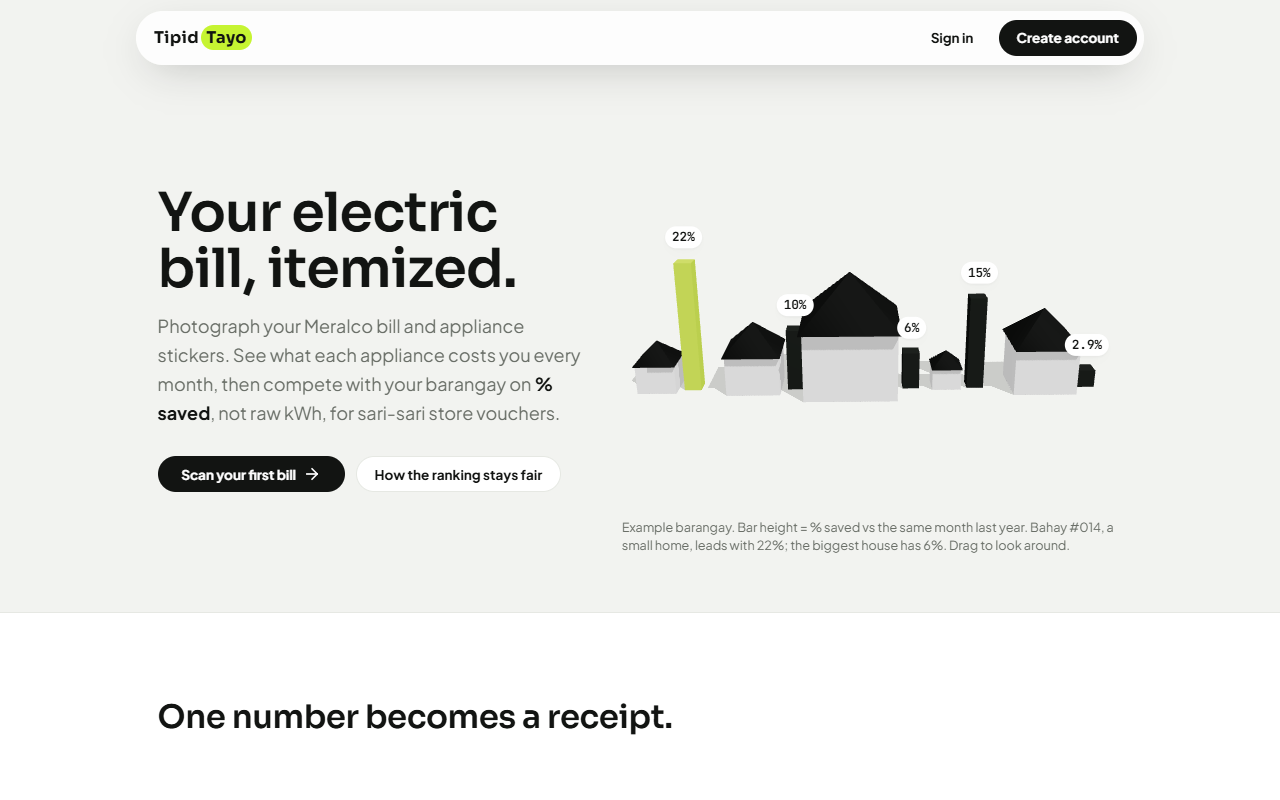 Tipid Tayo
Sign in
Create account
Your electric
bill, itemized.
Photograph your Meralco bill and appliance
stickers. See what each appliance costs you every
month, then compete with your barangay on %
saved, not raw kWh, for sari-sari store vouchers.
Scan your first bill →
How the ranking stays fair
22%
10%
6%
15%
2.9%
Example barangay. Bar height = % saved vs the same month last year. Bahay #014, a
small home, leads with 22%; the biggest house has 6%. Drag to look around.
One number becomes a receipt.